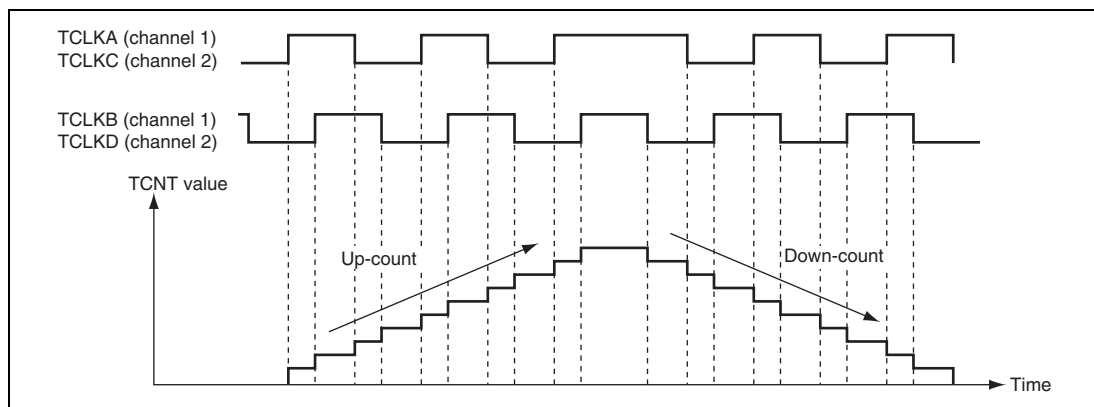 TCLKA (channel 1)
TCLKC (channel 2)
TCLKB (channel 1)
TCLKD (channel 2)
TCNT value
Up-count
Down-count
Time